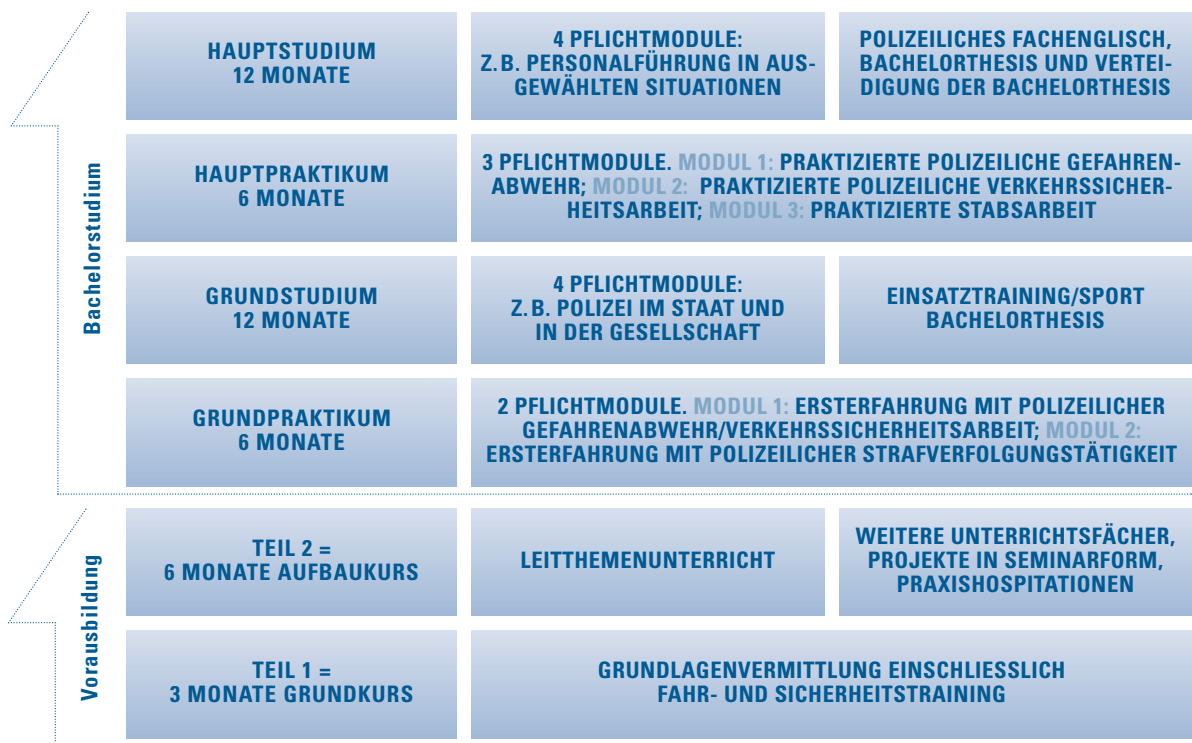 HAUPTSTUDIUM
12 MONATE
4 PFLICHTMODULE:
Z. B. PERSONALFÜHRUNG IN AUS-
GEWÄHLTEN SITUATIONEN
POLIZEILICHES FACHENGLISCH,
BACHELORTHESIS UND VERTEI-
DIGUNG DER BACHELORTHESIS
Bachelorstudium
HAUPTPRAKTIKUM
6 MONATE
3 PFLICHTMODULE. MODUL 1: PRAKTIZIERTE POLIZEILICHE GEFAHREN-
ABWEHR; MODUL 2: PRAKTIZIERTE POLIZEILICHE VERKEHRSSICHER-
HEITSARBEIT; MODUL 3: PRAKTIZIERTE STABSARBEIT
GRUNDSTUDIUM
12 MONATE
4 PFLICHTMODULE:
Z. B. POLIZEI IM STAAT UND
IN DER GESELLSCHAFT
EINSATZTRAINING/SPORT
BACHELORTHESIS
GRUNDPRAKTIKUM
6 MONATE
2 PFLICHTMODULE. MODUL 1: ERSTERFAHRUNG MIT POLIZEILICHER
GEFAHRENABWEHR/VERKEHRSSICHERHEITSARBEIT; MODUL 2:
ERSTERFAHRUNG MIT POLIZEILICHER STRAFVERFOLGUNGSTÄTIGKEIT
Vorausbildung
TEIL 2 =
6 MONATE AUFBAUKURS
LEITTHEMENUNTERRICHT
WEITERE UNTERRICHTSFÄCHER,
PROJEKTE IN SEMINARFORM,
PRAXISHOSPITATIONEN
TEIL 1 =
3 MONATE GRUNDKURS
GRUNDLAGENVERMITTLUNG EINSCHLIESSLICH
FAHR- UND SICHERHEITSTRAINING